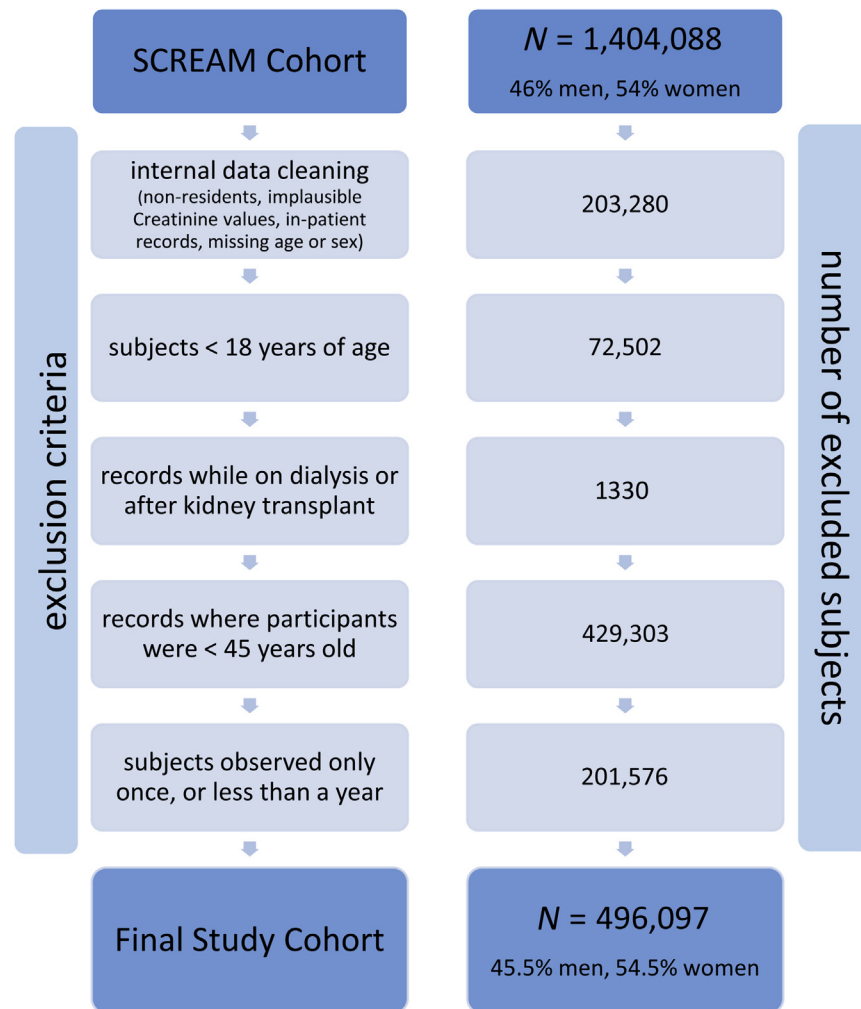 SCREAM Cohort
N = 1,404,088
46% men, 54% women
exclusion criteria
number of excluded subjects
internal data cleaning
(non-residents, implausible
Creatinine values, in-patient
records, missing age or sex)
203,280
subjects < 18 years of age
72,502
records while on dialysis or
after kidney transplant
1330
records where participants
were < 45 years old
429,303
subjects observed only
once, or less than a year
201,576
Final Study Cohort
N = 496,097
45.5% men, 54.5% women